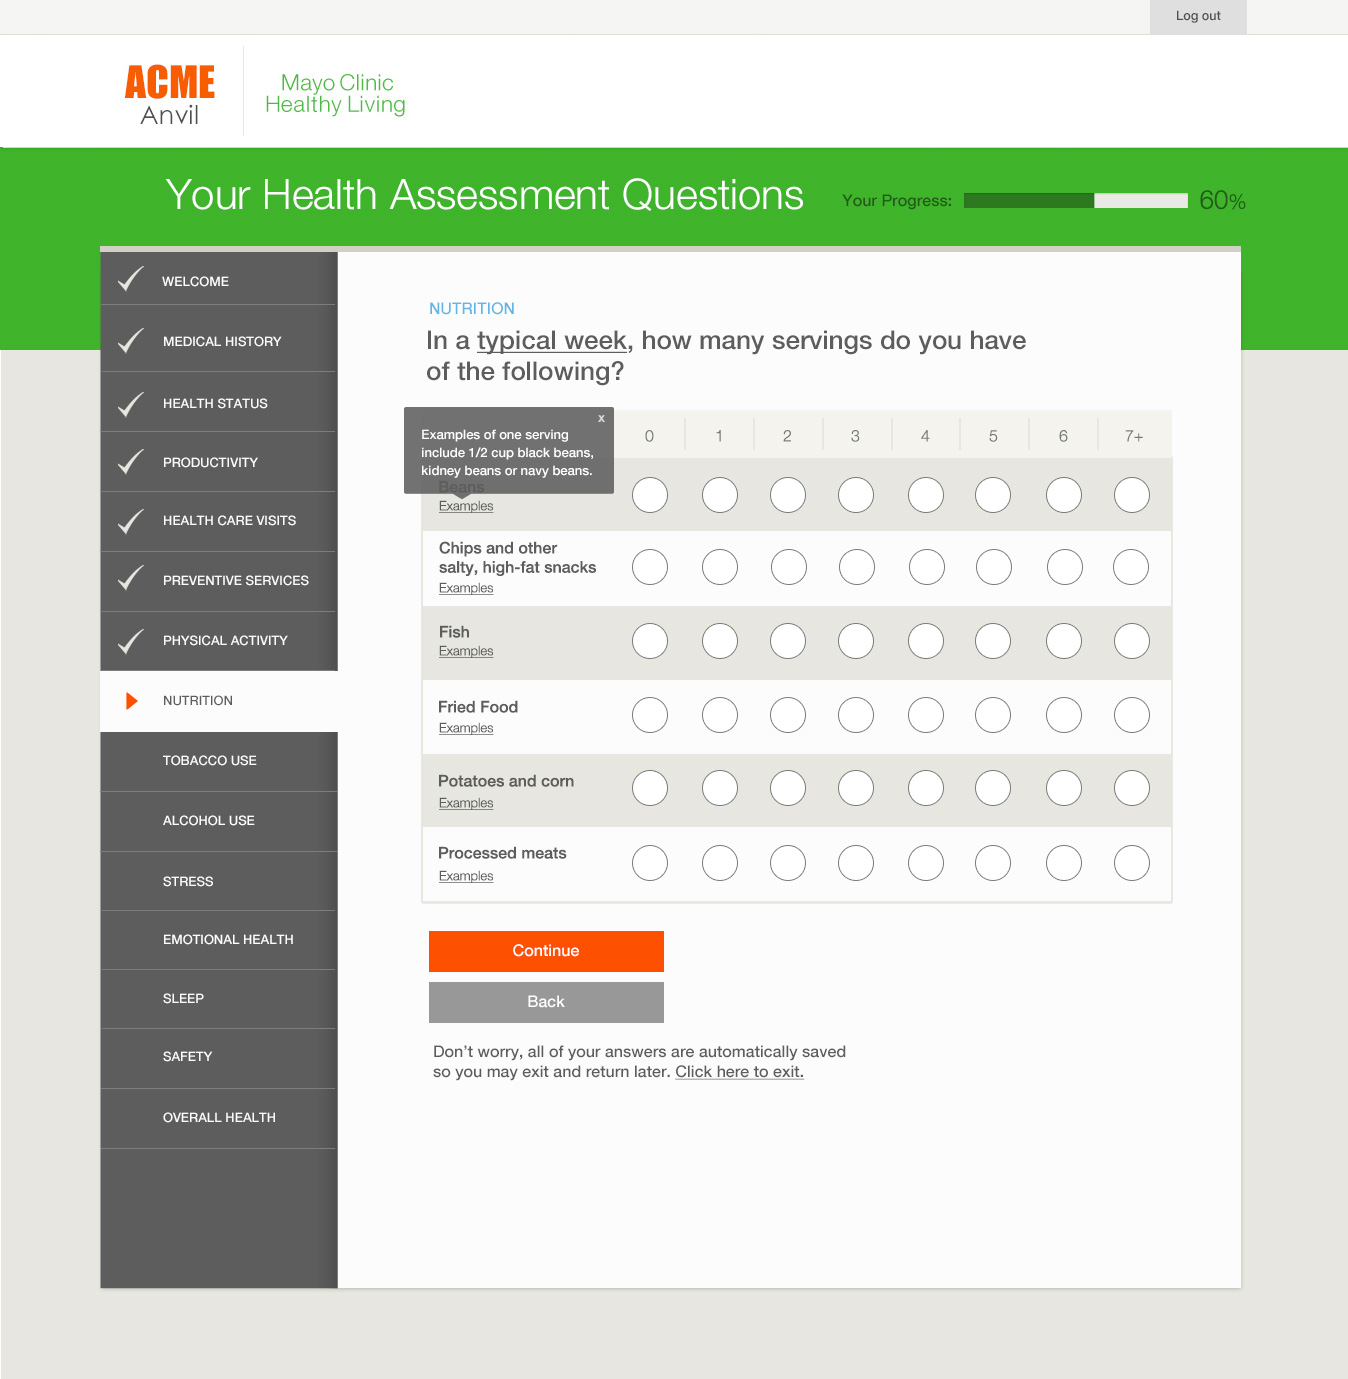 Log out
ACME
Anvil
Mayo Clinic
Healthy Living
Your Health Assessment Questions
Your Progress:
60%
WELCOME
MEDICAL HISTORY
HEALTH STATUS
PRODUCTIVITY
HEALTH CARE VISITS
PREVENTIVE SERVICES
PHYSICAL ACTIVITY
NUTRITION
TOBACCO USE
ALCOHOL USE
STRESS
EMOTIONAL HEALTH
SLEEP
SAFETY
OVERALL HEALTH
NUTRITION
In a typical week, how many servings do you have
of the following?
x
Examples of one serving
include 1/2 cup black beans,
kidney beans or navy beans.
0 1 2 3 4 5 6 7+
Beans
Examples
Chips and other
salty, high-fat snacks
Examples
Fish
Examples
Fried Food
Examples
Potatoes and corn
Examples
Processed meats
Examples
Continue
Back
Don't worry, all of your answers are automatically saved
so you may exit and return later. Click here to exit.